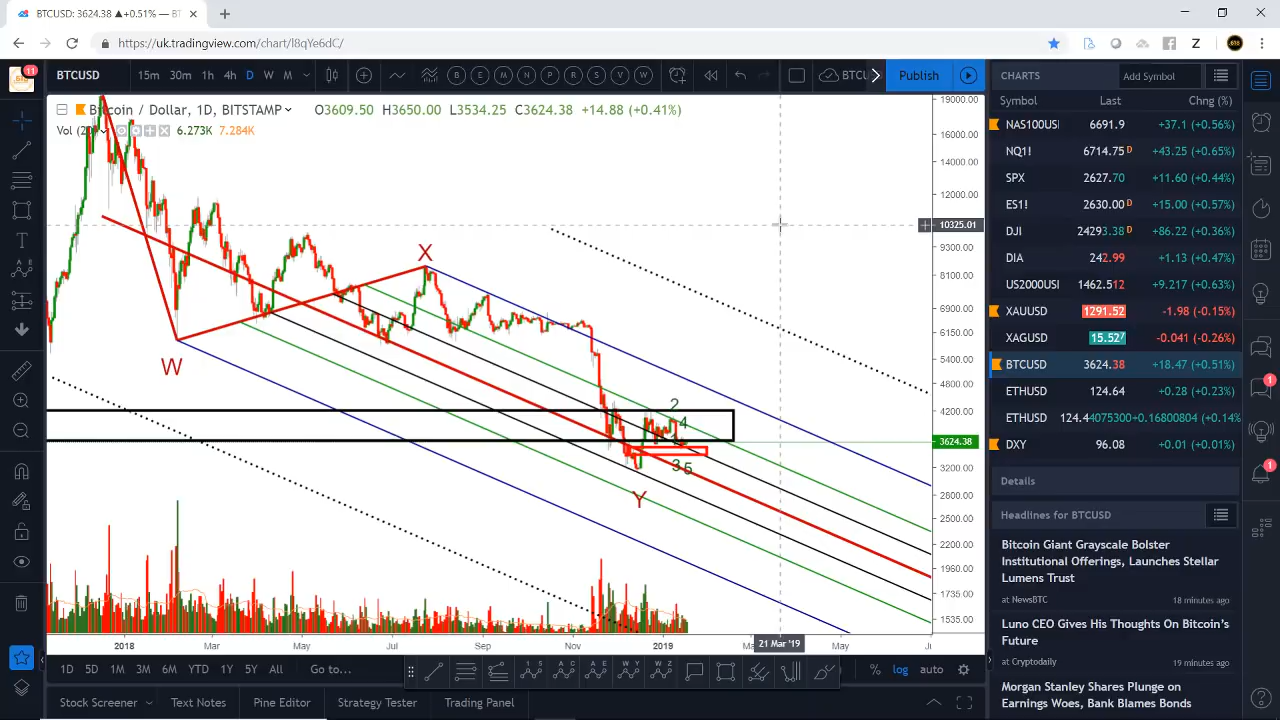 BTCUSD: 3624.38 ▲+0.51% — BT
https://uk.tradingview.com/chart/l8qYe6dC/
11
BTCUSD 15m 30m 1h 4h D W M
BTCU
Publish
CHARTS
Add Symbol
Bitcoin / Dollar, 1D, BITSTAMP O3609.50 H3650.00 L3534.25 C3624.38 +14.88 (+0.41%)
6.273K 7.284K
Symbol Last Chng (%)
NAS100USI 6691.9 +37.1 (+0.56%)
NQ1! 6714.75 D +43.25 (+0.65%)
SPX 2627.70 +11.60 (+0.44%)
ES1! 2630.00 D +15.00 (+0.57%)
DJI 24293.38 D +86.22 (+0.36%)
DIA 242.99 +1.13 (+0.47%)
US2000USI 1462.512 +9.217 (+0.63%)
XAUUSD 1291.52 -1.98 (-0.15%)
XAGUSD 15.527 -0.041 (-0.26%)
BTCUSD 3624.38 +18.47 (+0.51%)
ETHUSD 124.64 +0.28 (+0.23%)
ETHUSD 124.44075300 +0.16800804 (+0.14%
DXY 96.08 +0.01 (+0.01%)
Details
Headlines for BTCUSD
Bitcoin Giant Grayscale Bolster
Institutional Offerings, Launches Stellar
Lumens Trust
at NewsBTC 18 minutes ago
Luno CEO Gives His Thoughts On Bitcoin's
Future
at Cryptodaily 19 minutes ago
Morgan Stanley Shares Plunge on
Earnings Woes, Bank Blames Bonds
19000.00
16000.00
14000.00
12000.00
10325.01
9300.00
8100.00
7000.00
6150.00
5400.00
4800.00
4200.00
3624.38
3200.00
2800.00
2500.00
2200.00
1960.00
1735.00
1535.00
W
X
Y
2
4
3
5
2018 Mar May Jul Sep Nov 2019 21 Mar '19 May
1D 5D 1M 3M 6M YTD 1Y 5Y All Go to... % log auto
Stock Screener Text Notes Pine Editor Strategy Tester Trading Panel
1
1